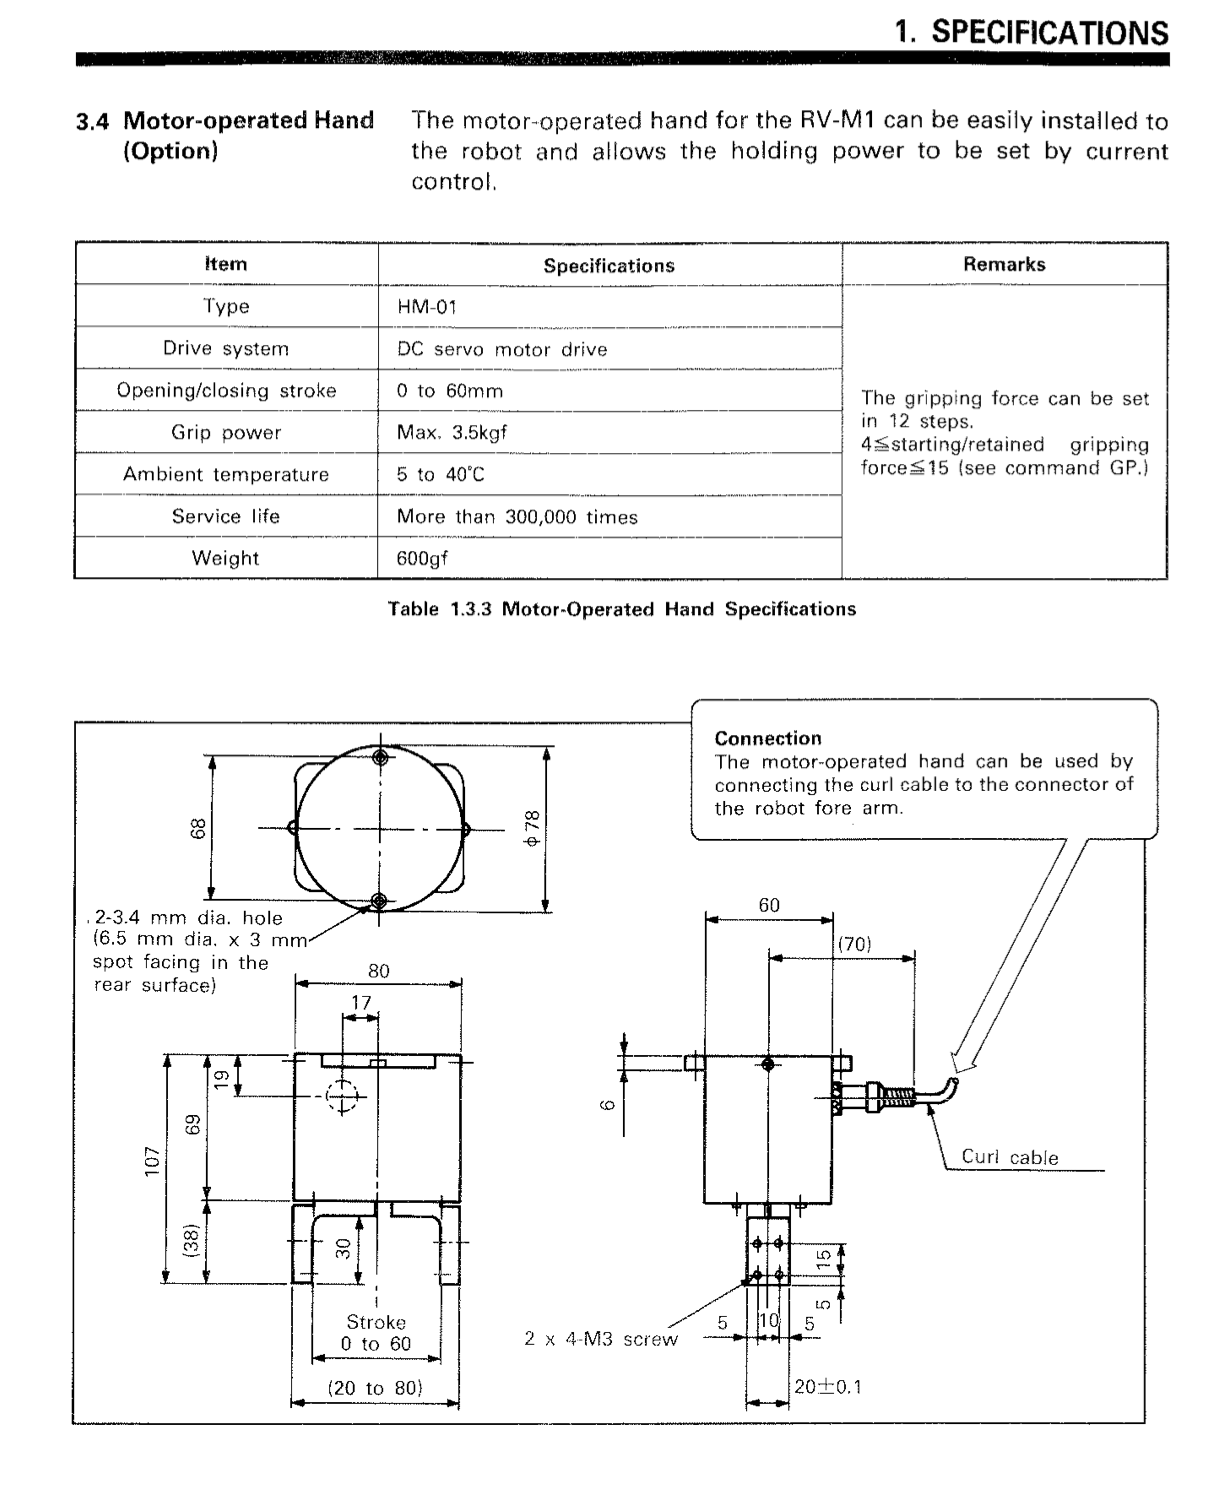 1. SPECIFICATIONS
3.4 Motor-operated Hand
(Option)
The motor-operated hand for the RV-M1 can be easily installed to
the robot and allows the holding power to be set by current
control.
Item Specifications Remarks
Type HM-01
Drive system DC servo motor drive
Opening/closing stroke 0 to 60mm
Grip power Max. 3.5kgf
Ambient temperature 5 to 40°C
Service life More than 300,000 times
Weight 600gf
The gripping force can be set
in 12 steps.
4≦starting/retained gripping
force≦15 (see command GP.)
Table 1.3.3 Motor-Operated Hand Specifications
Connection
The motor-operated hand can be used by
connecting the curl cable to the connector of
the robot fore arm.
68
φ78
2-3.4 mm dia. hole
(6.5 mm dia. x 3 mm
spot facing in the
rear surface)
80
17
19
69
107
(38)
30
Stroke
0 to 60
(20 to 80)
60
(70)
6
Curl cable
15
5
2 x 4-M3 screw
5
10
5
20±0.1